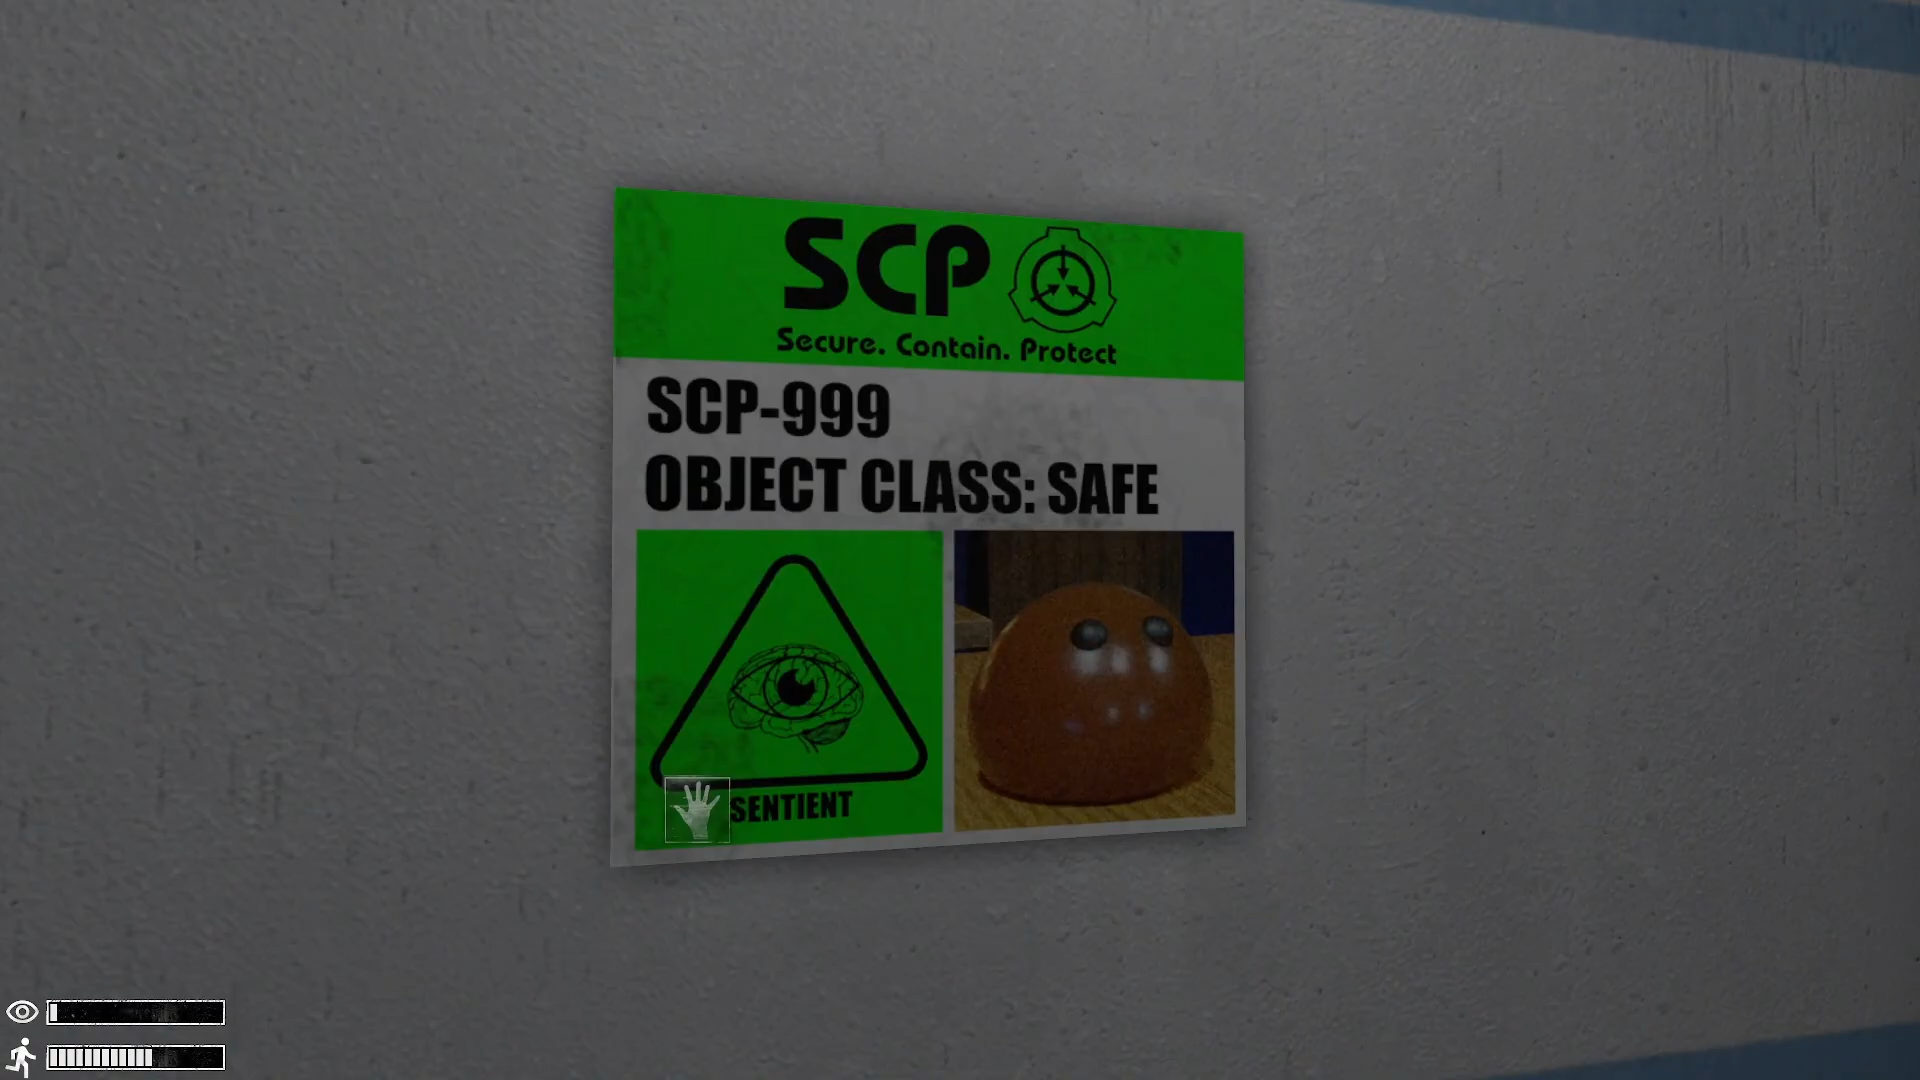 SCP
Secure. Contain. Protect
SCP-999
OBJECT CLASS: SAFE
SENTIENT